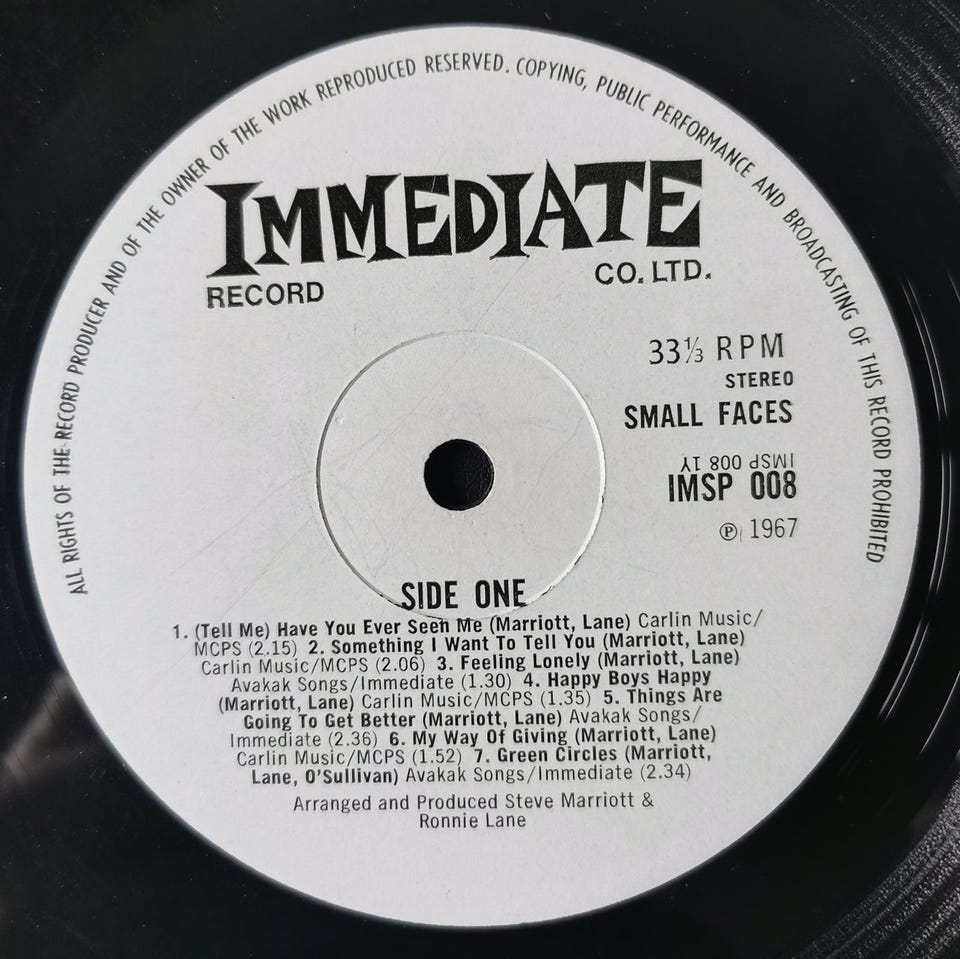 ALL RIGHTS OF THE RECORD PRODUCER AND OF THE OWNER OF THE WORK REPRODUCED RESERVED. COPYING, PUBLIC PERFORMANCE AND BROADCASTING OF THIS RECORD PROHIBITED
IMMEDIATE
RECORD CO. LTD.
33⅓ RPM
STEREO
SMALL FACES
IMSP 008 1Y
IMSP 008
℗ 1967
SIDE ONE
1. (Tell Me) Have You Ever Seen Me (Marriott, Lane) Carlin Music/
MCPS (2.15) 2. Something I Want To Tell You (Marriott, Lane)
Carlin Music/MCPS (2.06) 3. Feeling Lonely (Marriott, Lane)
Avakak Songs/Immediate (1.30) 4. Happy Boys Happy
(Marriott, Lane) Carlin Music/MCPS (1.35) 5. Things Are
Going To Get Better (Marriott, Lane) Avakak Songs/
Immediate (2.36) 6. My Way Of Giving (Marriott, Lane)
Carlin Music/MCPS (1.52) 7. Green Circles (Marriott,
Lane, O'Sullivan) Avakak Songs/Immediate (2.34)
Arranged and Produced Steve Marriott &
Ronnie Lane